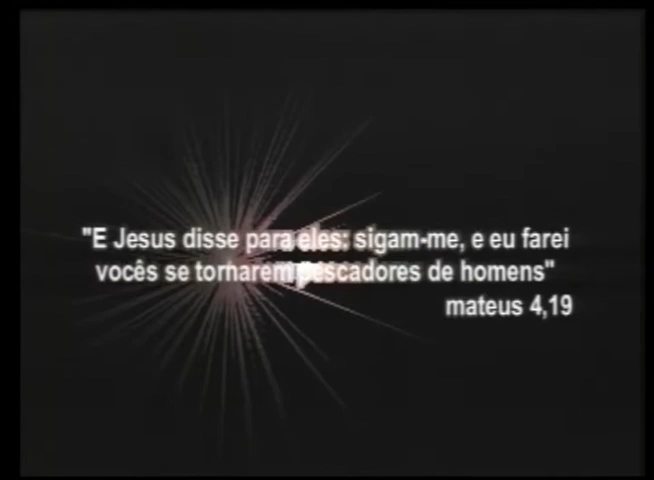 "E Jesus disse para eles: sigam-me, e eu farei
vocês se tornarem pescadores de homens"
mateus 4,19